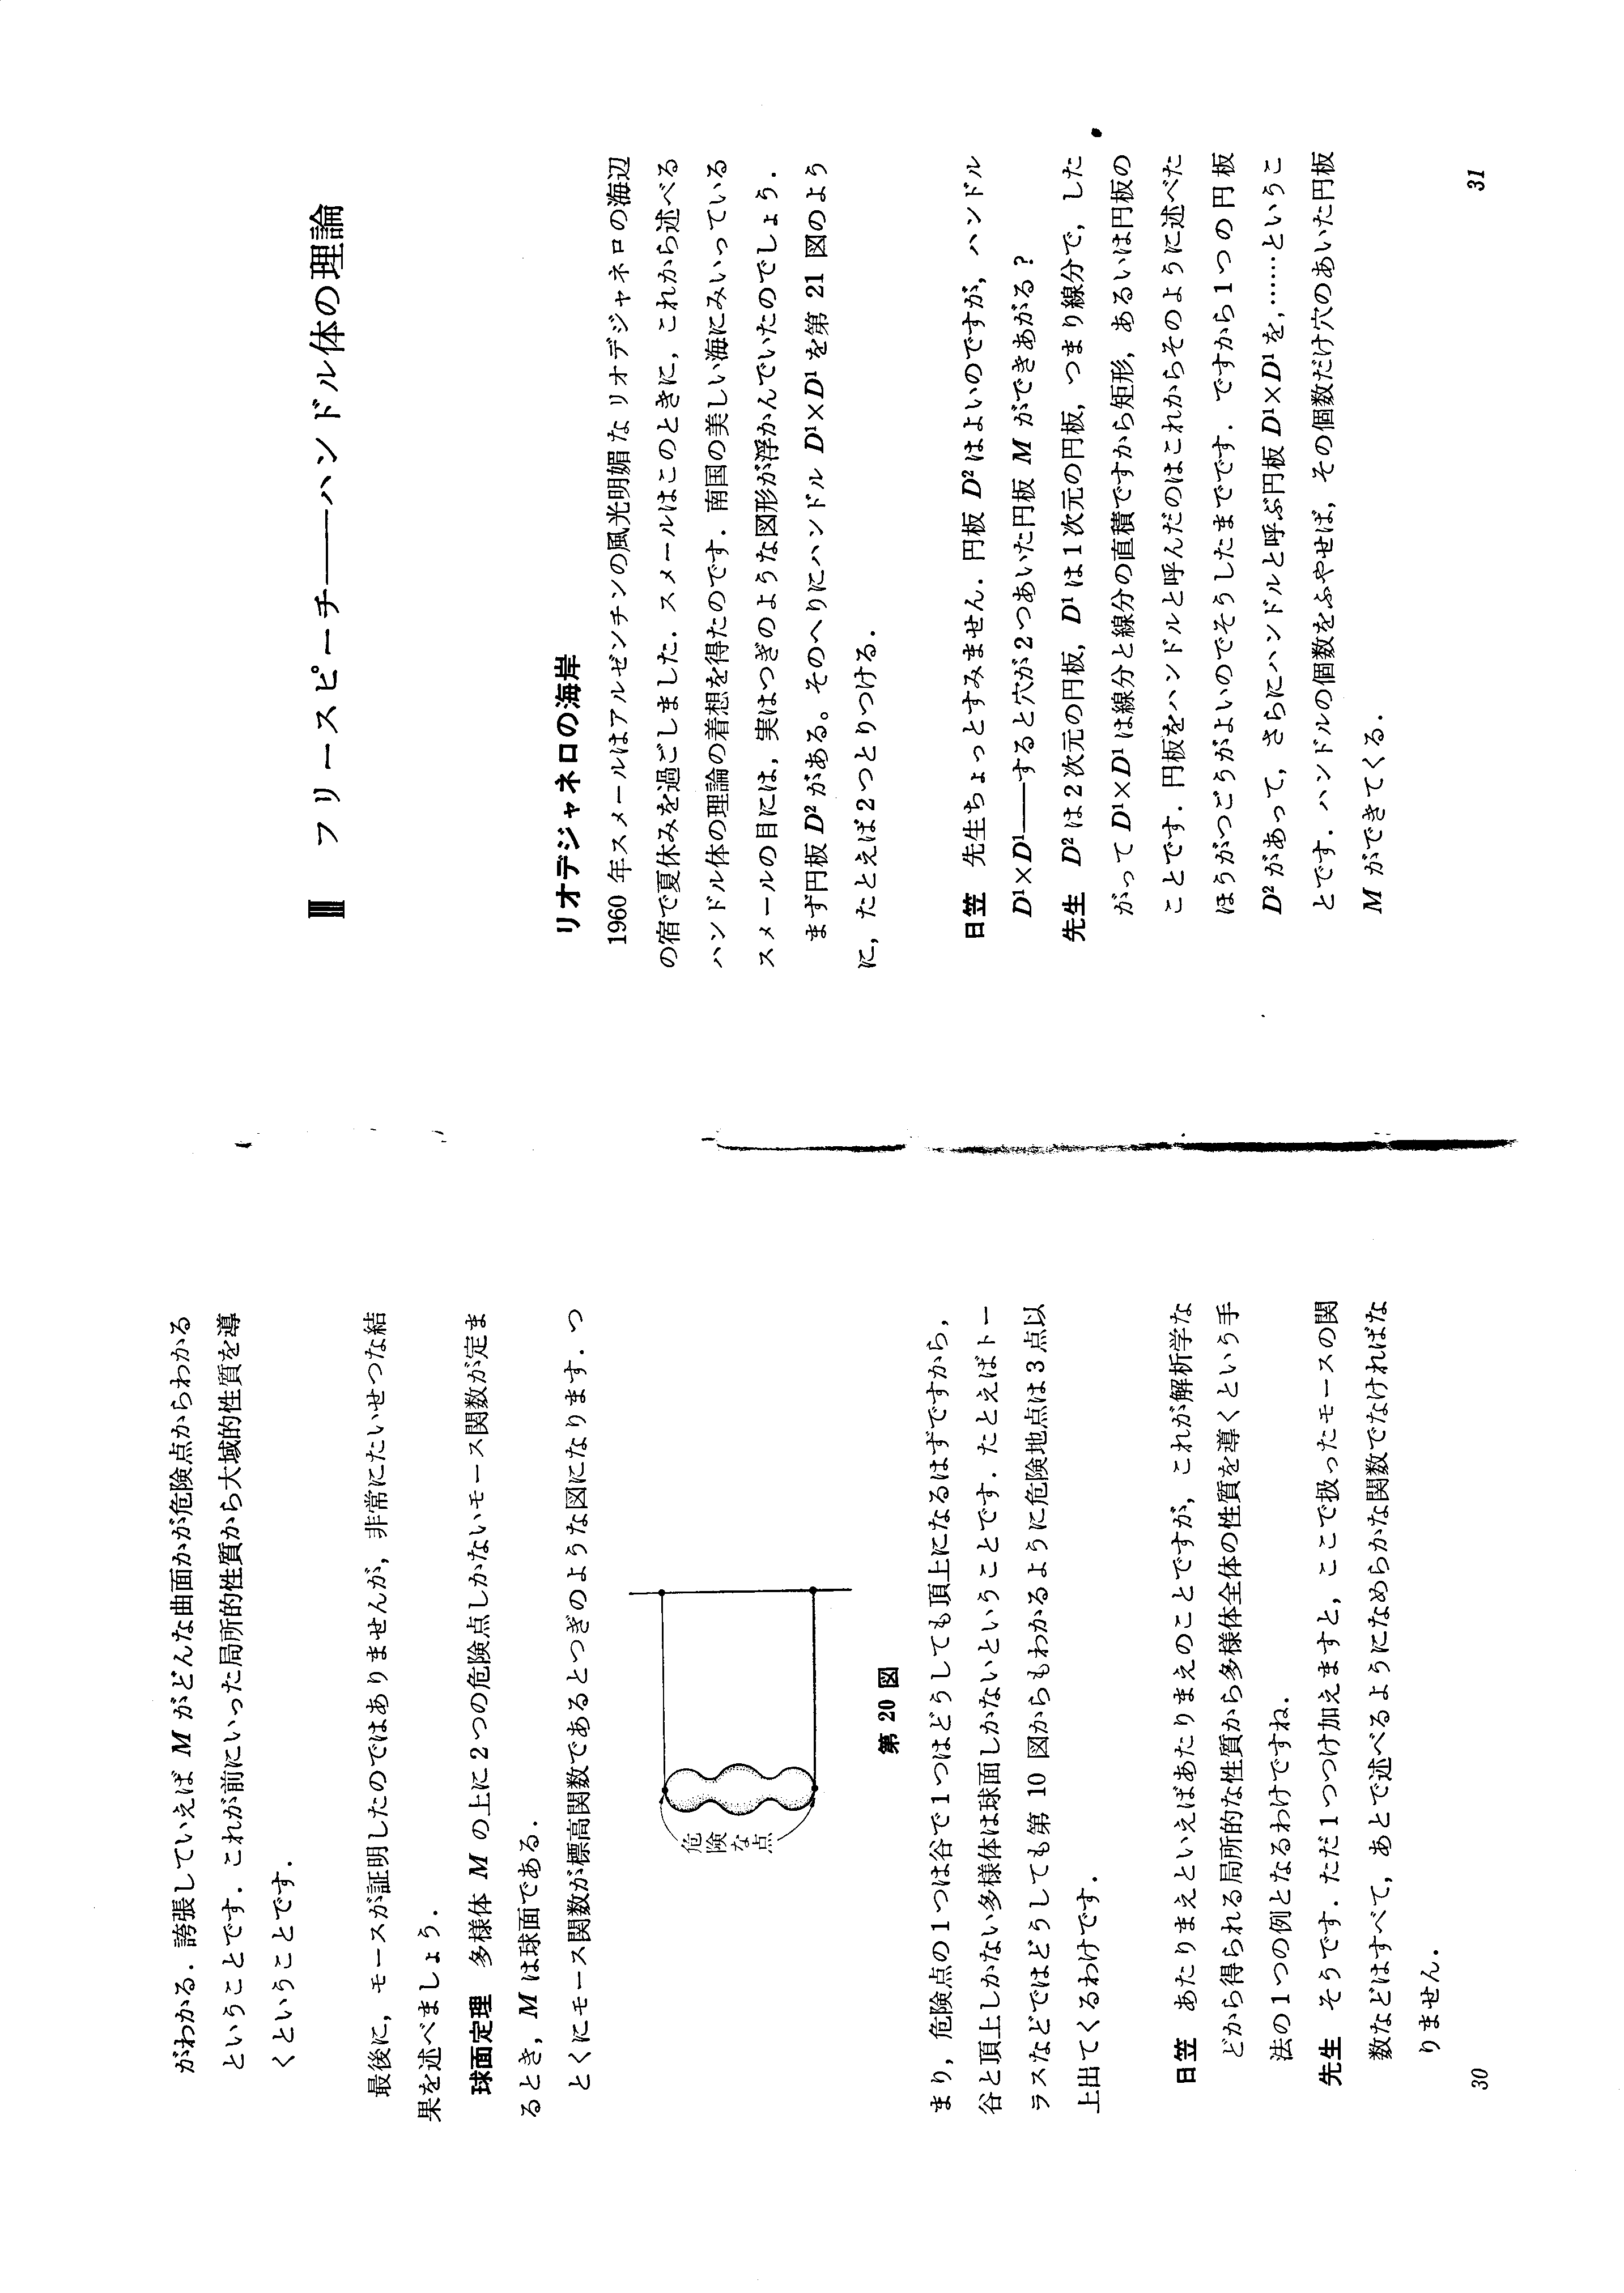 がわかる．誇張していえば M がどんな曲面かが危険点からわかる
ということです．これが前にいった局所的性質から大域的性質を導
くということです．
最後に，モースが証明したのではありませんが，非常にたいせつな結
果を述べましょう．
球面定理 多様体 M の上に2つの危険点しかないモース関数が定ま
るとき，M は球面である．
とくにモース関数が標高関数であるとつぎのような図になります．つ
危険な点
第 20 図
まり，危険点の1つは谷で1つはどうしても頂上になるはずですから，
谷と頂上しかない多様体は球面しかないということです．たとえばトー
ラスなどではどうしても第 10 図からもわかるように危険地点は3点以
上出てくるわけです．
日笠 あたりまえといえばあたりまえのことですが，これが解析学な
どから得られる局所的な性質から多様体全体の性質を導くという手
法の1つの例となるわけですね．
先生 そうです．ただ1つつけ加えますと，ここで扱ったモースの関
数などはすべて，あとで述べるようになめらかな関数でなければな
りません．
30
Ⅲ フリースピーチ——ハンドル体の理論
リオデジャネロの海岸
1960 年スメールはアルゼンチンの風光明媚なリオデジャネロの海辺
の宿で夏休みを過ごしました．スメールはこのときに，これから述べる
ハンドル体の理論の着想を得たのです．南国の美しい海にみいっている
スメールの目には，実はつぎのような図形が浮かんでいたのでしょう．
まず円板 D² がある。そのへりにハンドル D¹×D¹ を第 21 図のよう
に，たとえば2つとりつける．
日笠 先生ちょっとすみません．円板 D² はよいのですが，ハンドル
D¹×D¹——すると穴が2つあいた円板 M ができあがる？
先生 D² は2次元の円板，D¹ は1次元の円板，つまり線分で，した
がって D¹×D¹ は線分と線分の直積ですから矩形，あるいは円板の
ことです．円板をハンドルと呼んだのはこれからそのように述べた
ほうがつごうがよいのでそうしたまでです．ですから1つの円板
D² があって，さらにハンドルと呼ぶ円板 D¹×D¹ を，……というこ
とです．ハンドルの個数をふやせば，その個数だけ穴のあいた円板
M ができてくる．
31